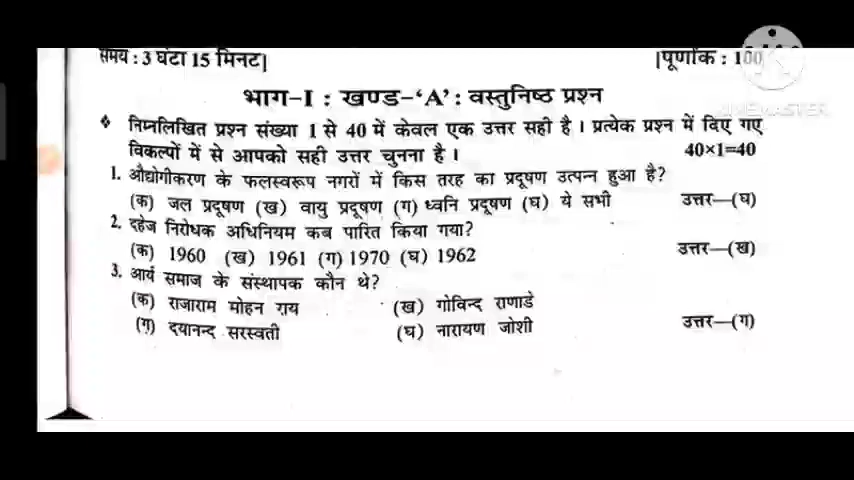 समय : 3 घंटा 15 मिनट] [पूर्णांक : 100
भाग-I : खण्ड-‘A’ : वस्तुनिष्ठ प्रश्न
❖ निम्नलिखित प्रश्न संख्या 1 से 40 में केवल एक उत्तर सही है । प्रत्येक प्रश्न में दिए गए
विकल्पों में से आपको सही उत्तर चुनना है । 40×1=40
1. औद्योगीकरण के फलस्वरूप नगरों में किस तरह का प्रदूषण उत्पन्न हुआ है?
(क) जल प्रदूषण (ख) वायु प्रदूषण (ग) ध्वनि प्रदूषण (घ) ये सभी उत्तर—(घ)
2. दहेज निरोधक अधिनियम कब पारित किया गया?
(क) 1960 (ख) 1961 (ग) 1970 (घ) 1962 उत्तर—(ख)
3. आर्य समाज के संस्थापक कौन थे?
(क) राजाराम मोहन राय (ख) गोविन्द राणाडे
(ग) दयानन्द सरस्वती (घ) नारायण जोशी उत्तर—(ग)
KINEMASTER